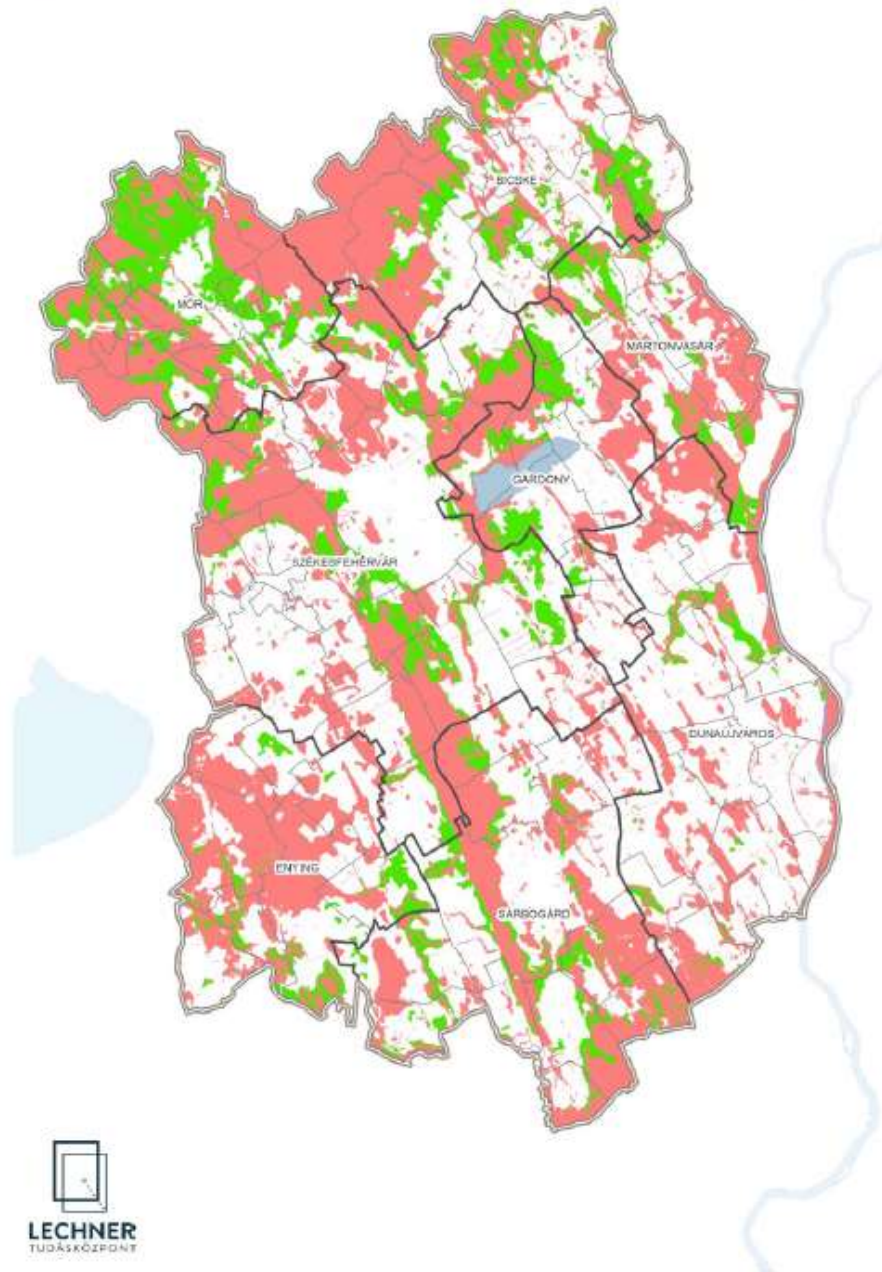 BICSKE
MÓR
MARTONVÁSÁR
GÁRDONY
SZÉKESFEHÉRVÁR
DUNAÚJVÁROS
ENYING
SÁRBOGÁRD
LECHNER
TUDÁSKÖZPONT